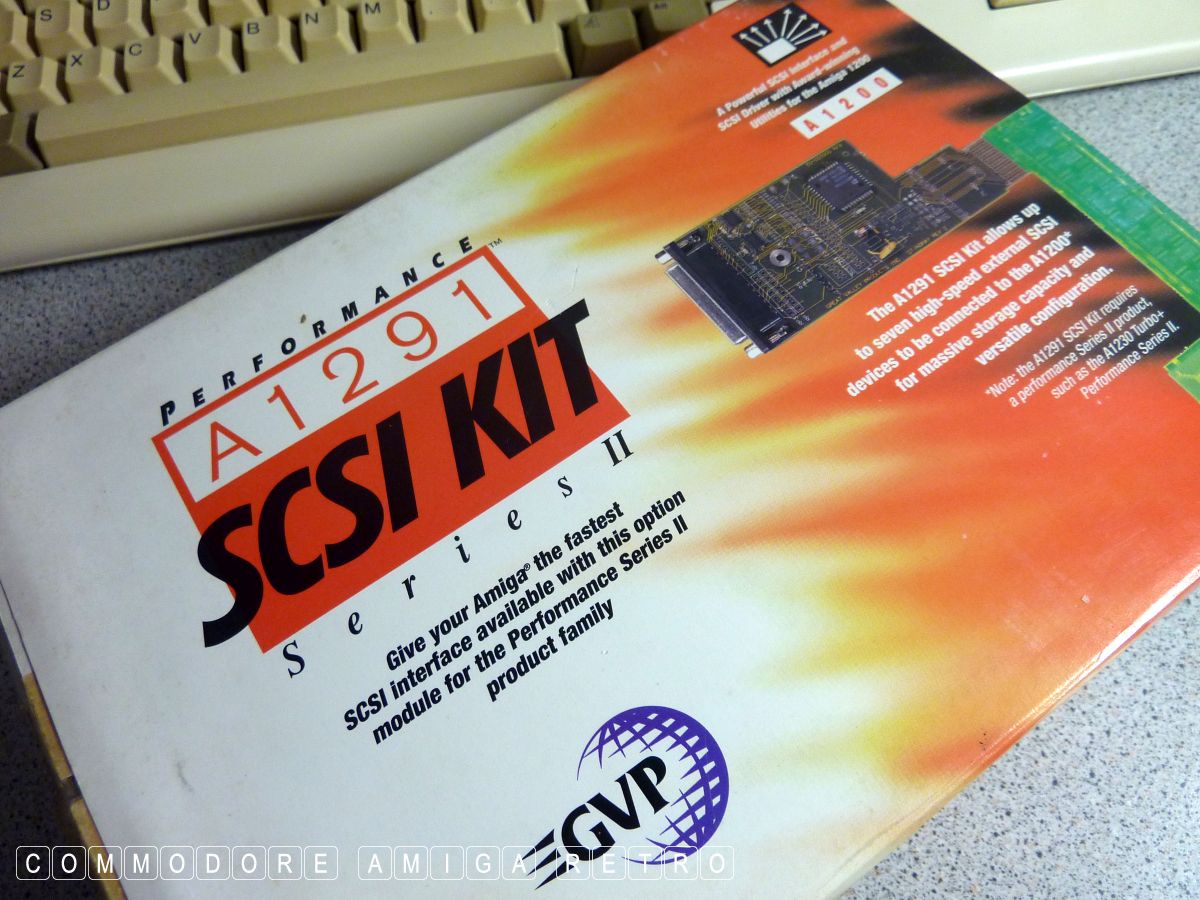 S D
Z X C V B N M , .
A Powerful SCSI interface and
SCSI Driver with Award-winning
Utilities for the Amiga 1200
A1200
PERFORMANCE™
A1291
SCSI KIT
Series II
The A1291 SCSI Kit allows up
to seven high-speed external SCSI
devices to be connected to the A1200*
for massive storage capacity and
versatile configuration.
*Note: the A1291 SCSI Kit requires
a performance Series II product,
such as the A1230 Turbo+
Performance Series II.
Give your Amiga® the fastest
SCSI interface available with this option
module for the Performance Series II
product family
GVP
COMMODORE AMIGA RETRO